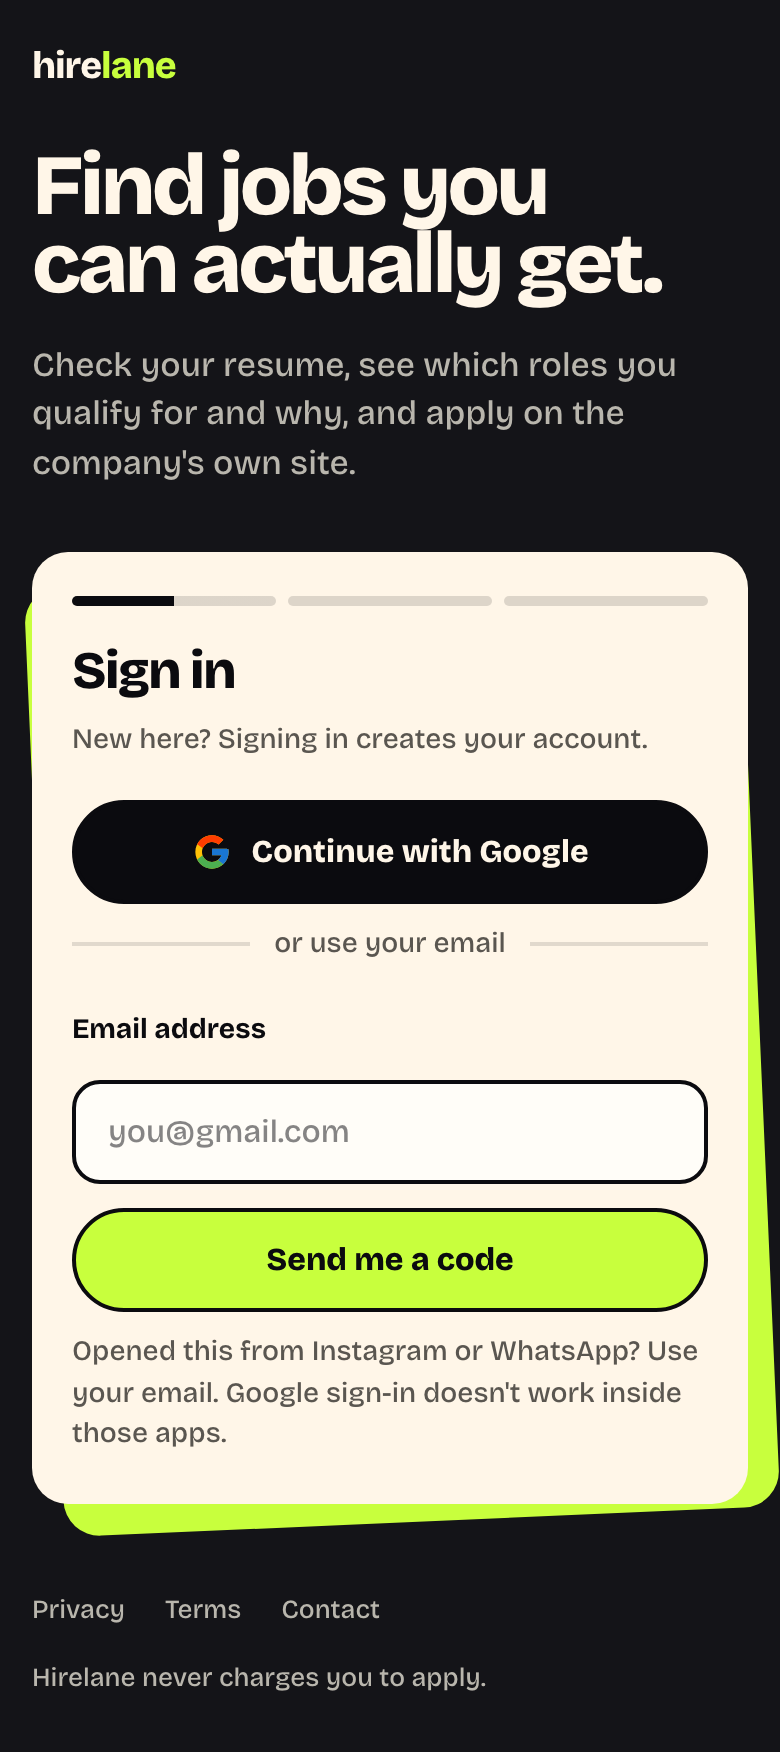 hirelane
Find jobs you
can actually get.
Check your resume, see which roles you
qualify for and why, and apply on the
company's own site.
Sign in
New here? Signing in creates your account.
Continue with Google
or use your email
Email address
you@gmail.com
Send me a code
Opened this from Instagram or WhatsApp? Use
your email. Google sign-in doesn't work inside
those apps.
Privacy Terms Contact
Hirelane never charges you to apply.